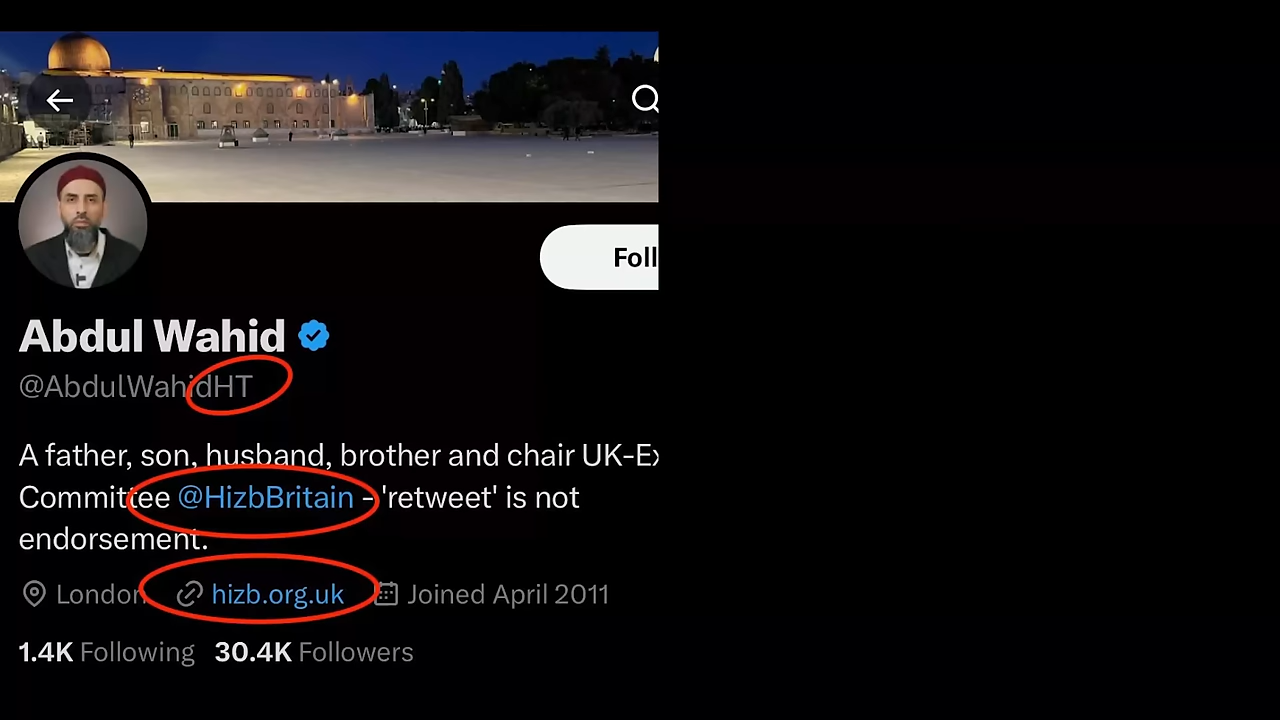 Foll
Abdul Wahid
@AbdulWahidHT
A father, son, husband, brother and chair UK-Ex
Committee @HizbBritain - 'retweet' is not
endorsement.
London hizb.org.uk Joined April 2011
1.4K Following 30.4K Followers